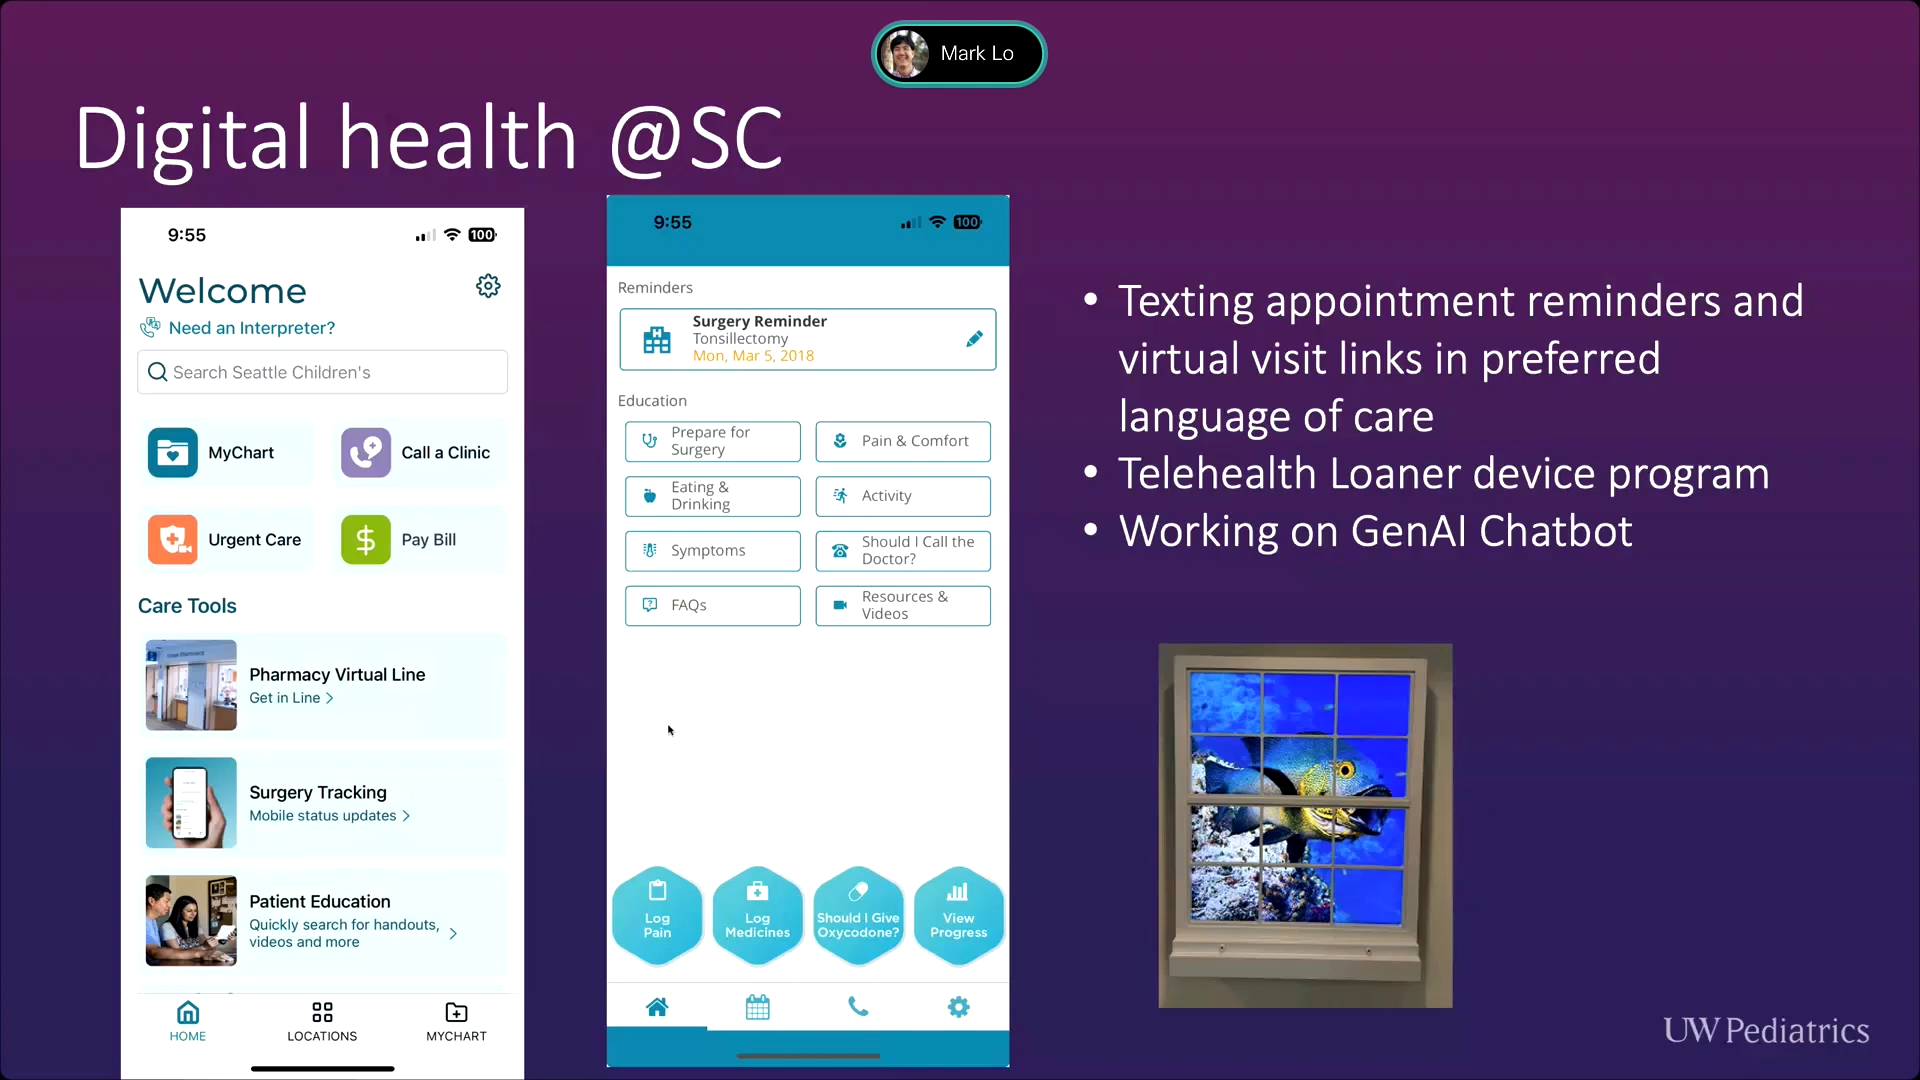 Mark Lo
Digital health @SC
9:55
100
Welcome
Need an Interpreter?
Search Seattle Children's
MyChart
Call a Clinic
Urgent Care
Pay Bill
Care Tools
Pharmacy Virtual Line
Get in Line >
Surgery Tracking
Mobile status updates >
Patient Education
Quickly search for handouts,
videos and more
HOME
LOCATIONS
MYCHART
9:55
100
Reminders
Surgery Reminder
Tonsillectomy
Mon, Mar 5, 2018
Education
Prepare for
Surgery
Pain & Comfort
Eating &
Drinking
Activity
Symptoms
Should I Call the
Doctor?
FAQs
Resources &
Videos
Log
Pain
Log
Medicines
Should I Give
Oxycodone?
View
Progress
• Texting appointment reminders and
virtual visit links in preferred
language of care
• Telehealth Loaner device program
• Working on GenAI Chatbot
UW Pediatrics